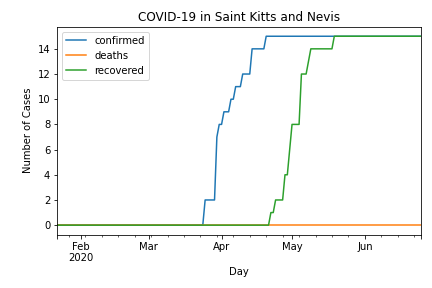 COVID-19 in Saint Kitts and Nevis
confirmed
deaths
recovered
Number of Cases
14
12
10
8
6
4
2
0
Feb
2020
Mar
Apr
May
Jun
Day